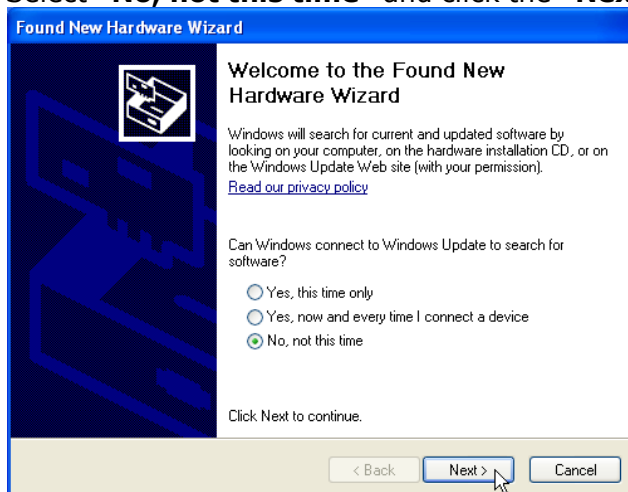 Select "No, not this time" and click the "Nex
Found New Hardware Wizard
Welcome to the Found New
Hardware Wizard
Windows will search for current and updated software by
looking on your computer, on the hardware installation CD, or on
the Windows Update Web site (with your permission).
Read our privacy policy
Can Windows connect to Windows Update to search for
software?
Yes, this time only
Yes, now and every time I connect a device
No, not this time
Click Next to continue.
< Back Next > Cancel